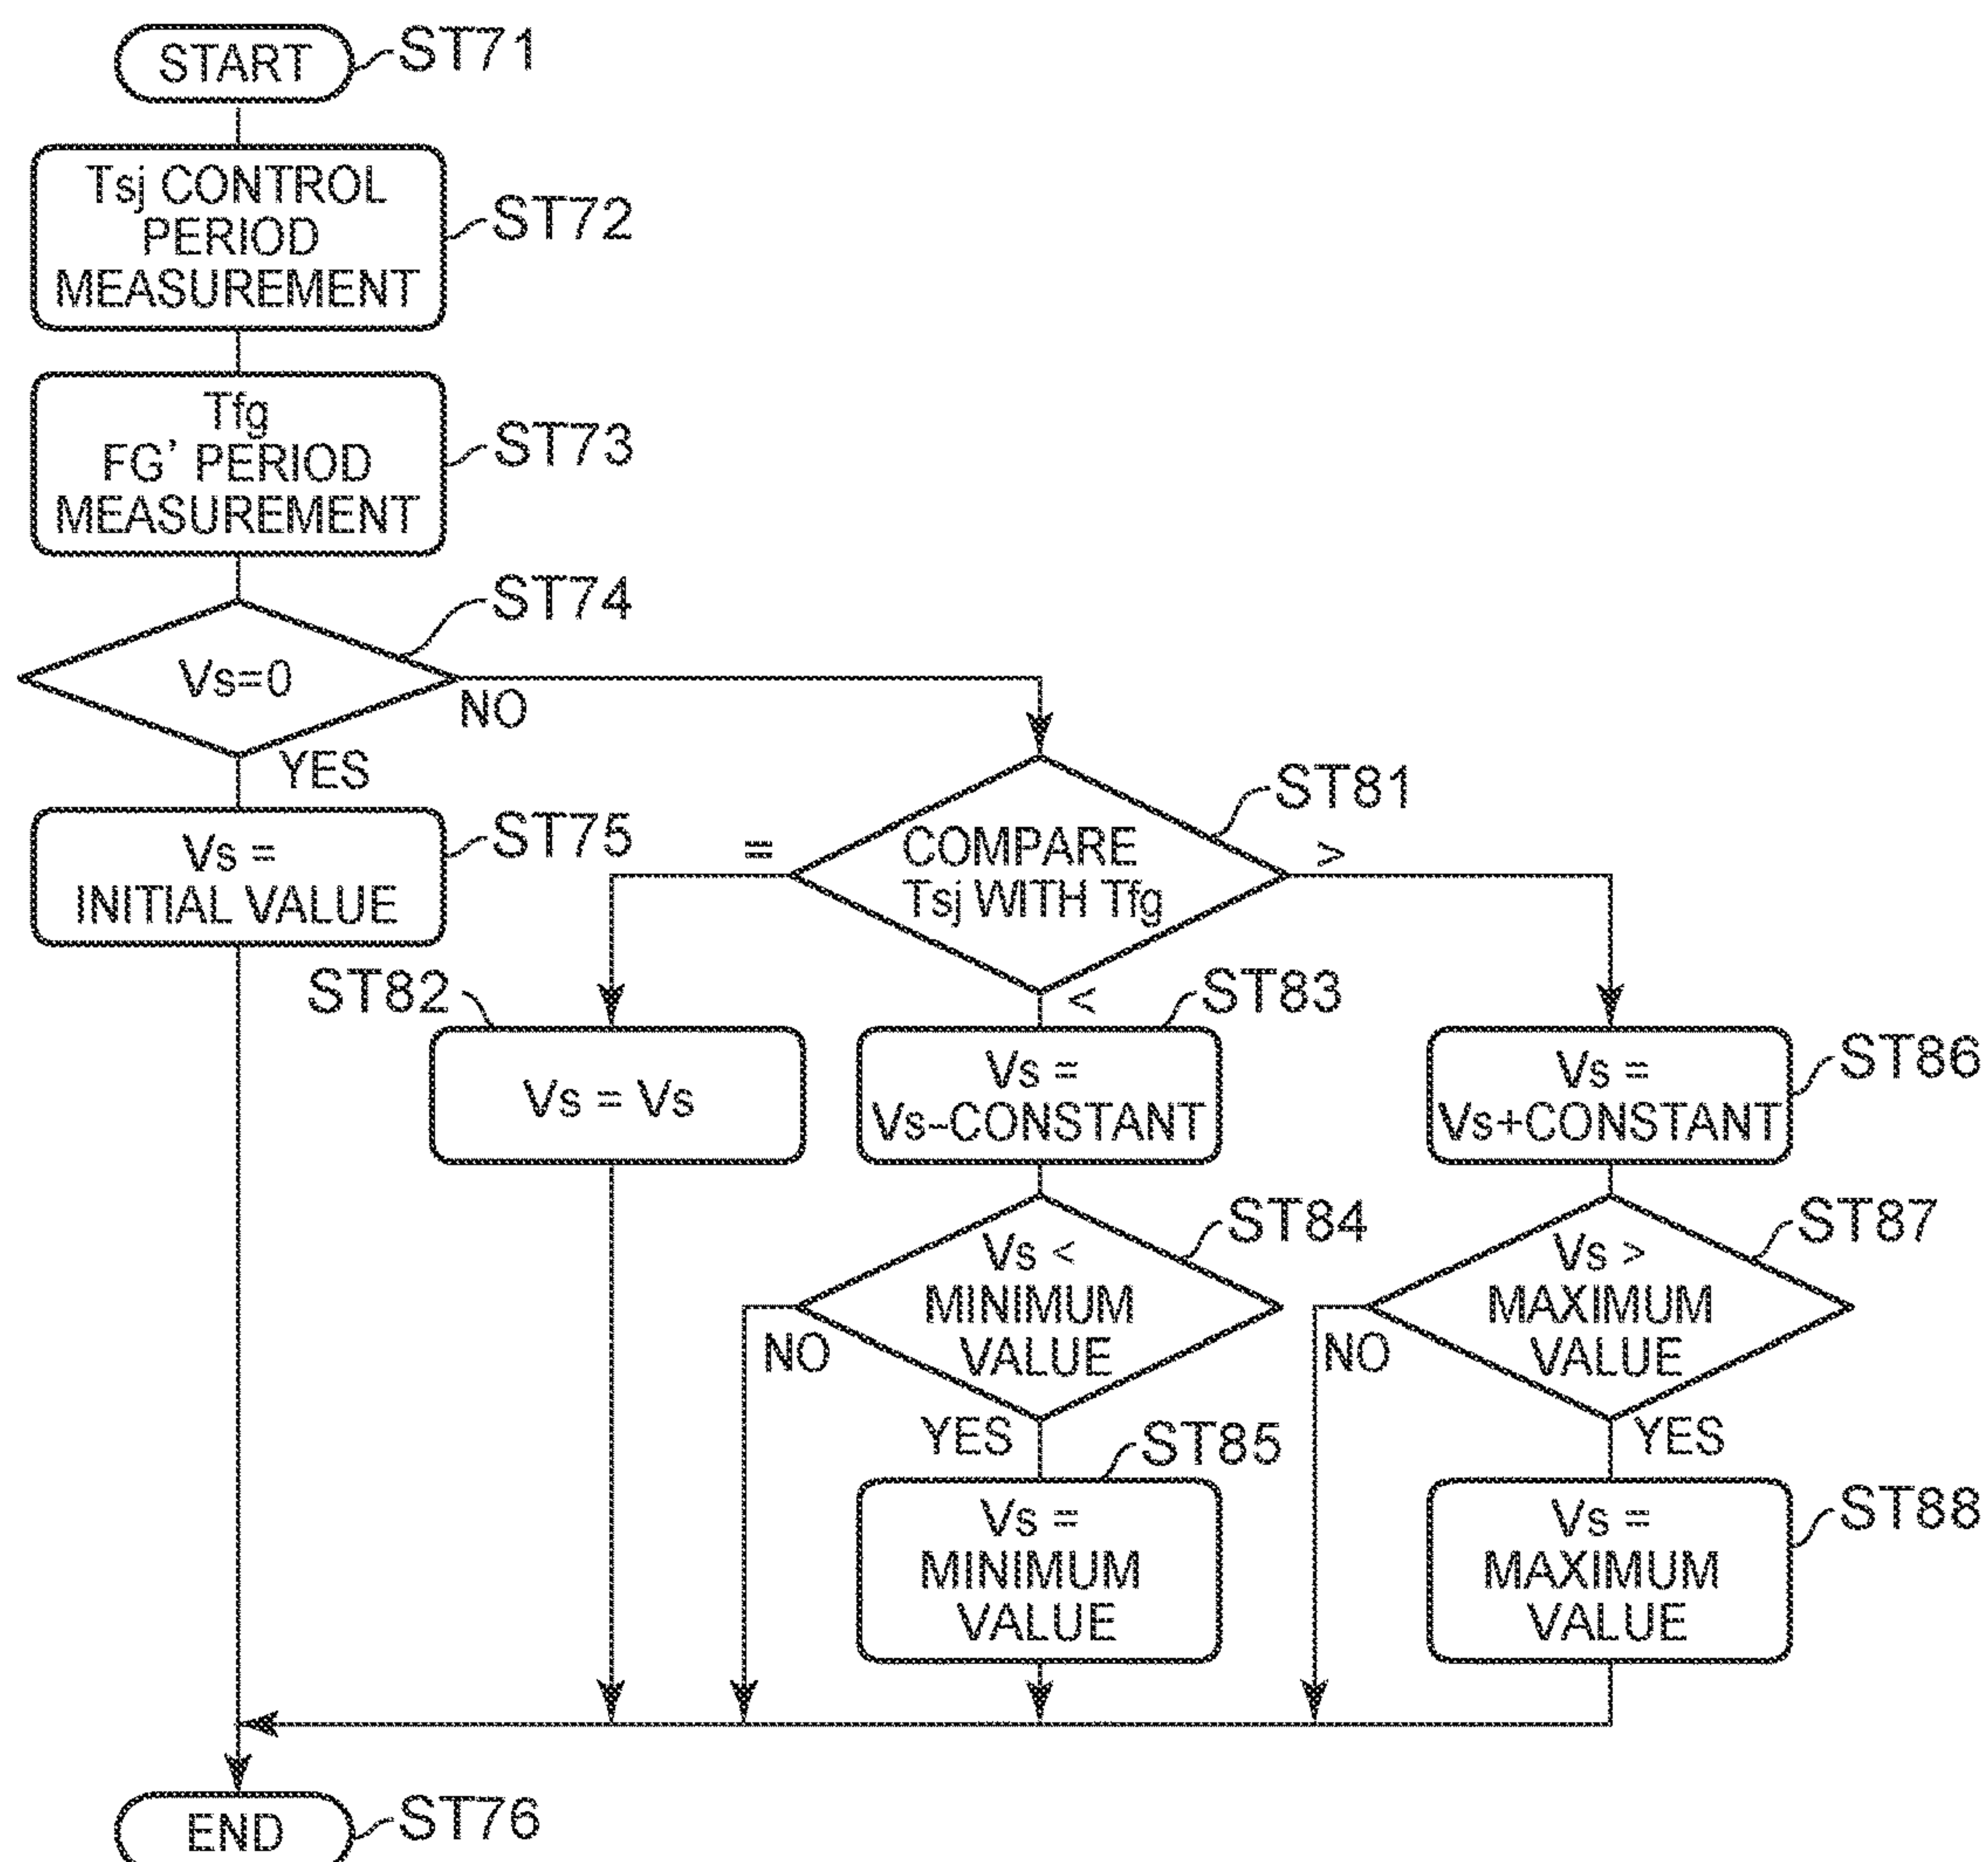 START
ST71
Tsj CONTROL
PERIOD
MEASUREMENT
ST72
Tfg
FG' PERIOD
MEASUREMENT
ST73
ST74
Vs=0
NO
YES
Vs =
INITIAL VALUE
ST75
ST81
COMPARE
Tsj WITH Tfg
=
>
<
ST82
Vs = Vs
ST83
Vs =
Vs-CONSTANT
ST86
Vs =
Vs+CONSTANT
ST84
Vs <
MINIMUM
VALUE
NO
YES
ST87
Vs >
MAXIMUM
VALUE
NO
YES
ST85
Vs =
MINIMUM
VALUE
ST88
Vs =
MAXIMUM
VALUE
END
ST76